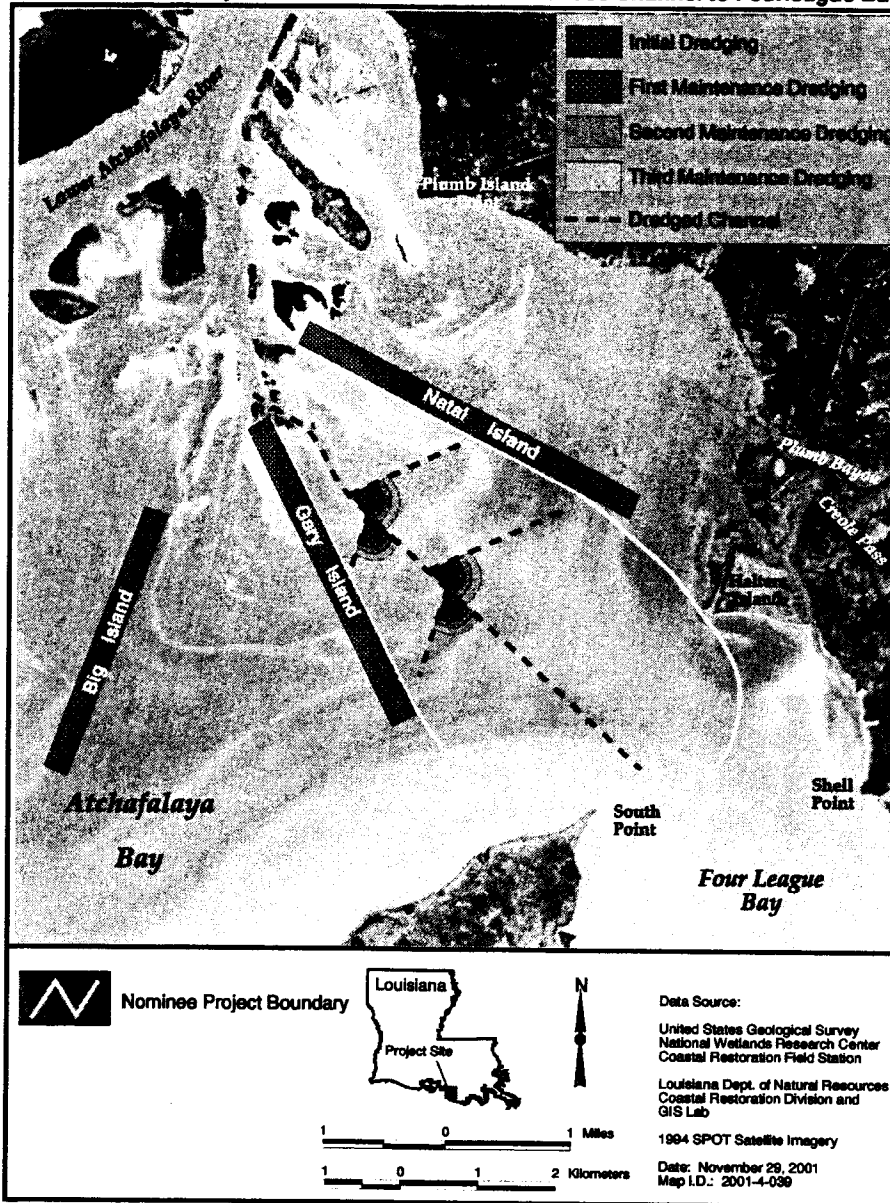 Initial Dredging
First Maintenance Dredging
Second Maintenance Dredging
Third Maintenance Dredging
Dredged Channel
Lower Atchafalaya River
Plumb Island
Point
Natal Island
Plumb Bayou
Creole Pass
Gary Island
Big Island
Island
Atchafalaya
Bay
South
Point
Shell
Point
Four League
Bay
Nominee Project Boundary
Louisiana
Project Site
N
1 0 1 Miles
1 0 1 2 Kilometers
Data Source:
United States Geological Survey
National Wetlands Research Center
Coastal Restoration Field Station
Louisiana Dept. of Natural Resources
Coastal Restoration Division and
GIS Lab
1994 SPOT Satellite Imagery
Date: November 29, 2001
Map I.D.: 2001-4-039